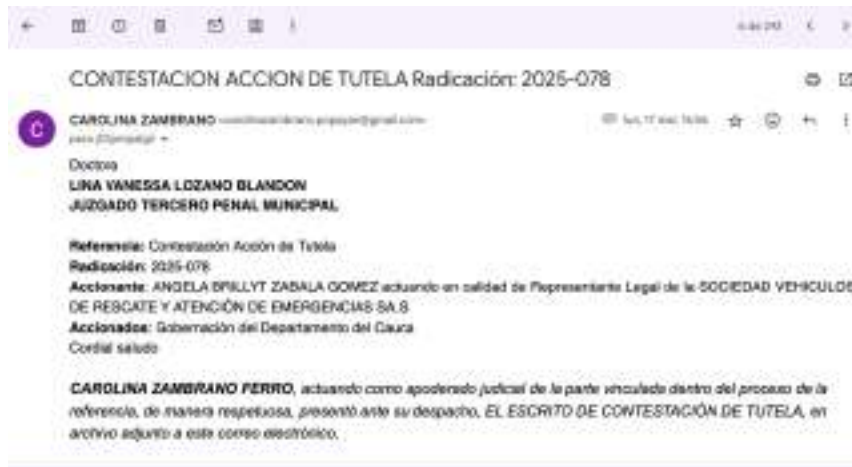 CONTESTACION ACCION DE TUTELA Radicación: 2025-078
C
CAROLINA ZAMBRANO
Doctora
LINA VANESSA LOZANO BLANDON
JUZGADO TERCERO PENAL MUNICIPAL
Referencia: Contestación Acción de Tutela
Radicación: 2025-078
Accionante: ANGELA BRILLYT ZABALA GOMEZ actuando en calidad de Representante Legal de la SOCIEDAD VEHICULOS
DE RESCATE Y ATENCIÓN DE EMERGENCIAS SA.S
Accionados: Gobernación del Departamento del Cauca
Cordial saludo
CAROLINA ZAMBRANO FERRO, actuando como apoderado judicial de la parte vinculada dentro del proceso de la
referencia, de manera respetuosa, presentó ante su despacho, EL ESCRITO DE CONTESTACIÓN DE TUTELA, en
archivo adjunto a este correo electrónico.